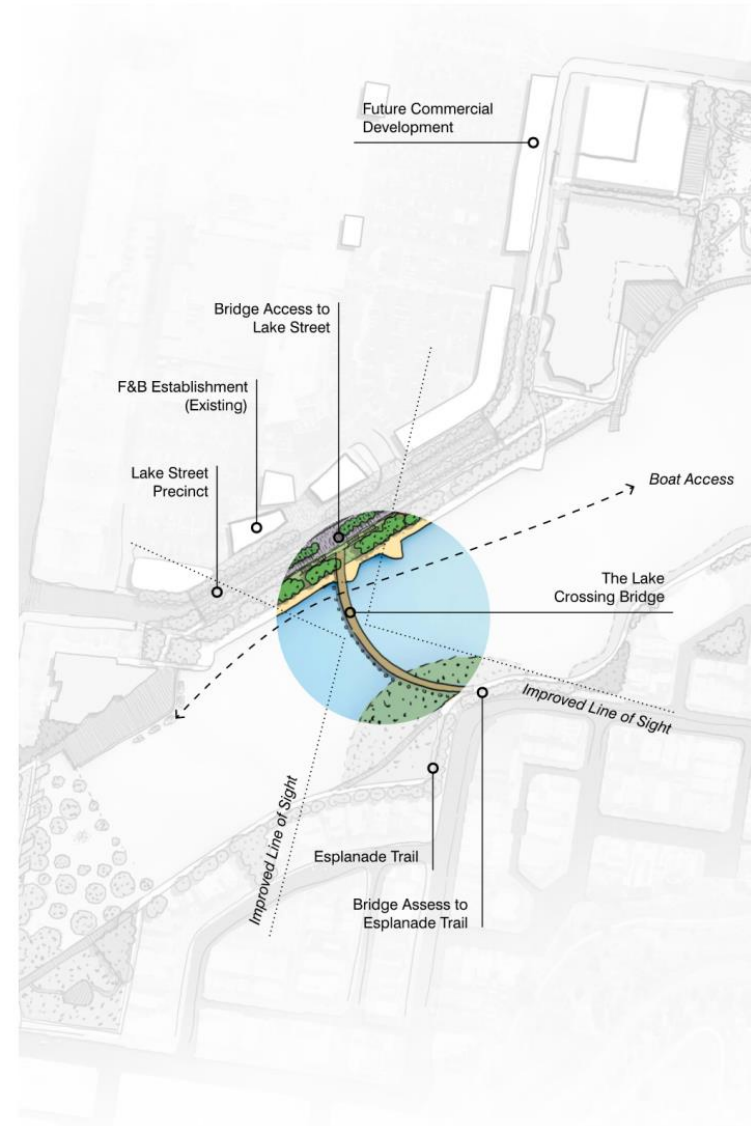 Future Commercial
Development
Bridge Access to
Lake Street
F&B Establishment
(Existing)
Lake Street
Precinct
Boat Access
The Lake
Crossing Bridge
Improved Line of Sight
Improved Line of Sight
Esplanade Trail
Bridge Assess to
Esplanade Trail